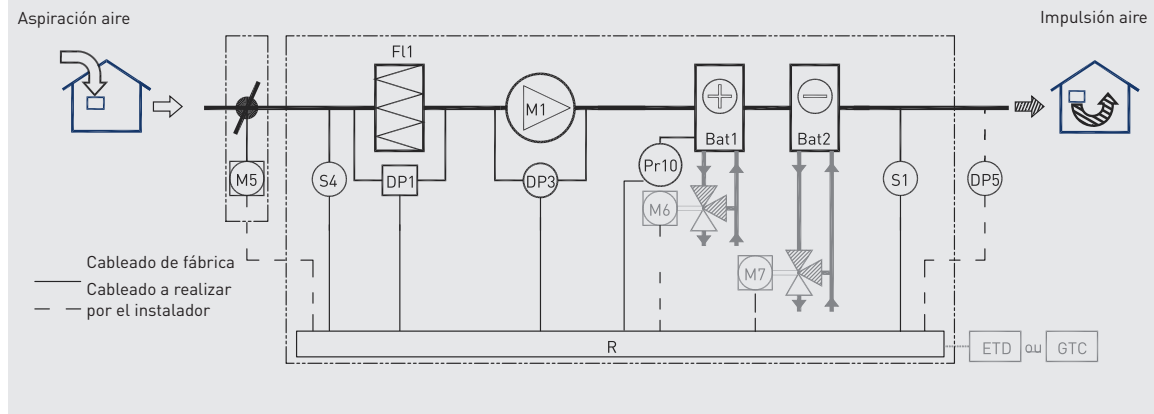 Aspiración aire
Impulsión aire
Fl1
M1
Bat1
Bat2
M5
S4
DP1
DP3
Pr10
S1
DP5
M6
M7
Cableado de fábrica
Cableado a realizar
por el instalador
R
ETD
GTC